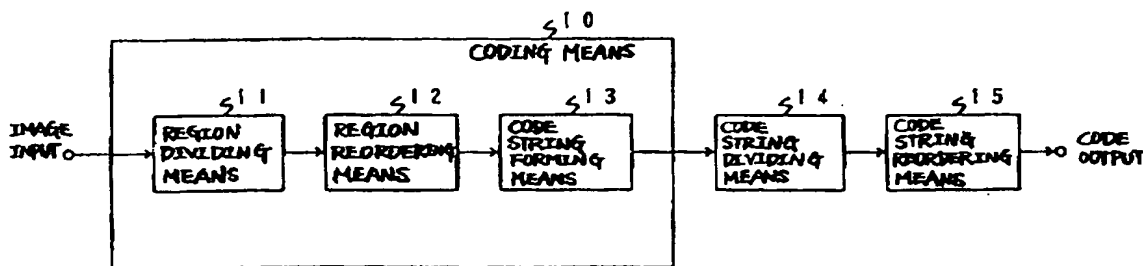 10
CODING MEANS
IMAGE
INPUT
11
REGION
DIVIDING
MEANS
12
REGION
REORDERING
MEANS
13
CODE
STRING
FORMING
MEANS
14
CODE
STRING
DIVIDING
MEANS
15
CODE
STRING
REORDERING
MEANS
CODE
OUTPUT